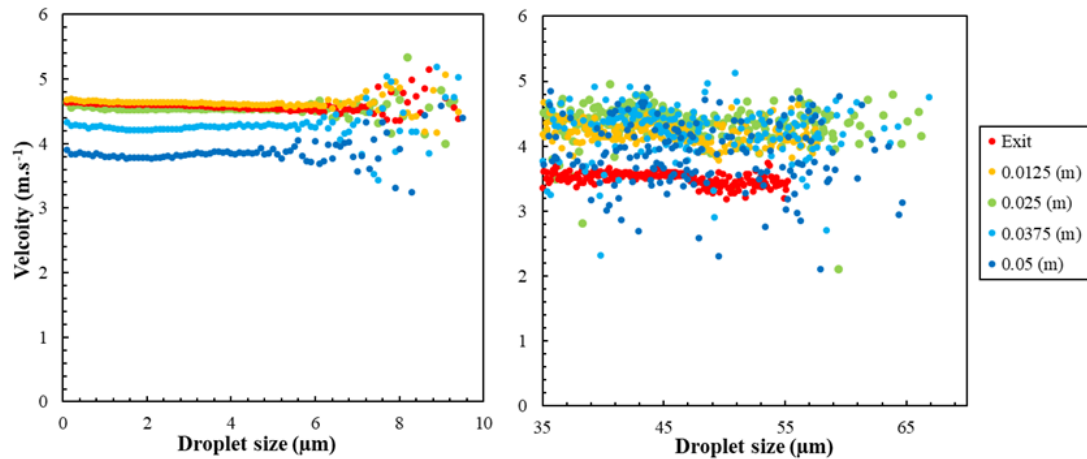 6
5
4
3
2
1
0
Velcoity (m.s-1)
0 2 4 6 8 10
Droplet size (μm)
6
5
4
3
2
1
0
35 45 55 65
Droplet size (μm)
Exit
0.0125 (m)
0.025 (m)
0.0375 (m)
0.05 (m)